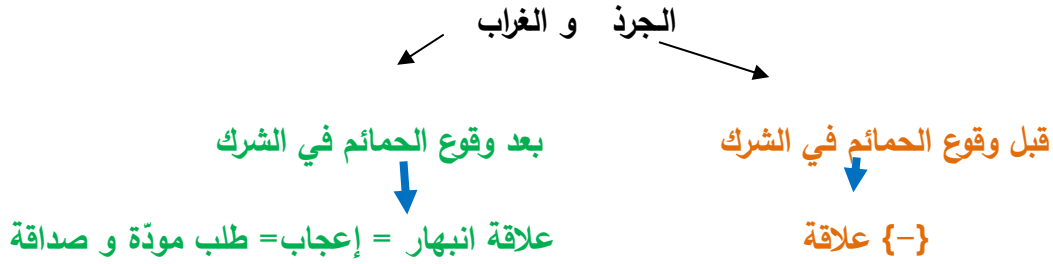 الجرذ و الغراب
قبل وقوع الحمائم في الشرك
بعد وقوع الحمائم في الشرك
{-} علاقة
علاقة انبهار = إعجاب= طلب مودّة و صداقة